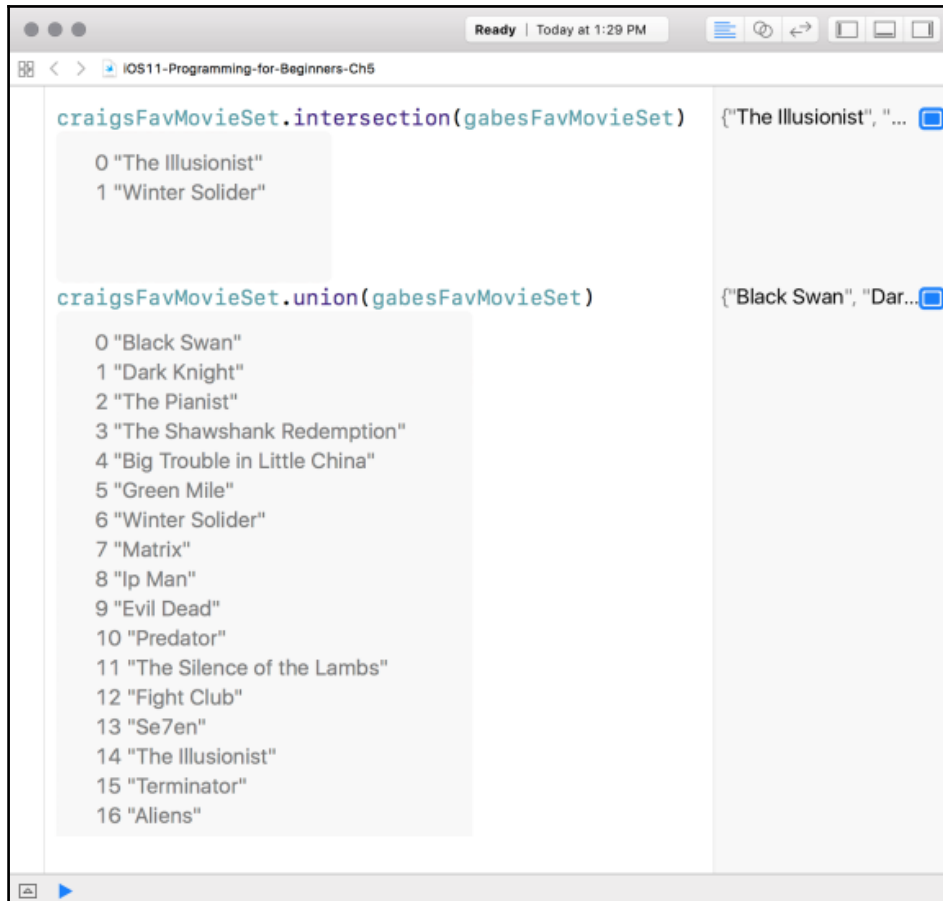 Ready | Today at 1:29 PM
iOS11-Programming-for-Beginners-Ch5
craigsFavMovieSet.intersection(gabesFavMovieSet)
{"The Illusionist", "...
0 "The Illusionist"
1 "Winter Solider"
craigsFavMovieSet.union(gabesFavMovieSet)
{"Black Swan", "Dar...
0 "Black Swan"
1 "Dark Knight"
2 "The Pianist"
3 "The Shawshank Redemption"
4 "Big Trouble in Little China"
5 "Green Mile"
6 "Winter Solider"
7 "Matrix"
8 "Ip Man"
9 "Evil Dead"
10 "Predator"
11 "The Silence of the Lambs"
12 "Fight Club"
13 "Se7en"
14 "The Illusionist"
15 "Terminator"
16 "Aliens"